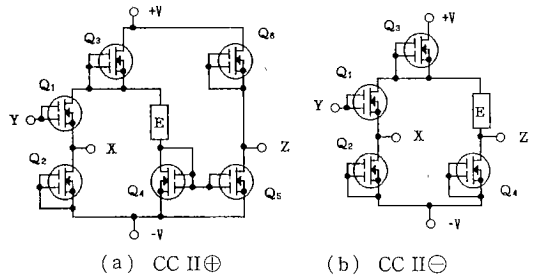 +V
+V
Q₃
Q₆
Q₃
Q₁
Q₁
Y
E
Y
E
X
Z
X
Z
Q₂
Q₄
Q₅
Q₂
Q₄
-V
-V
(a) CC II⊕
(b) CC II⊖